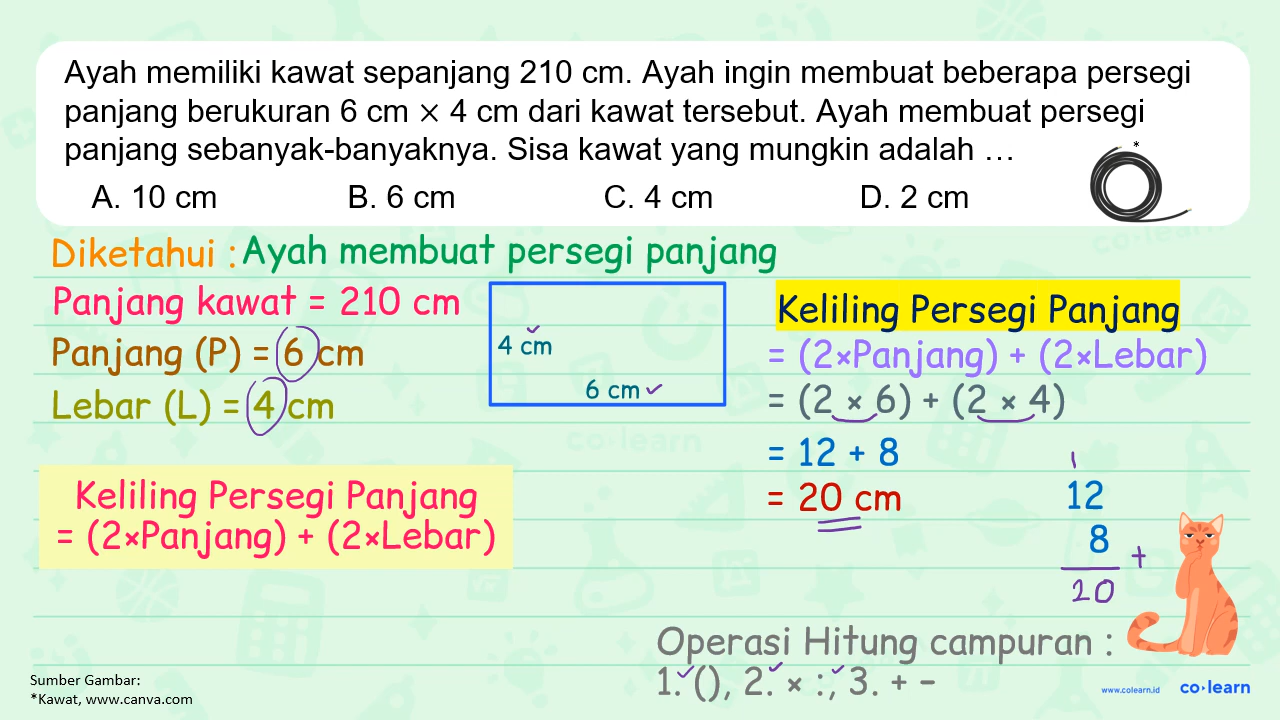 Ayah memiliki kawat sepanjang 210 cm. Ayah ingin membuat beberapa persegi
panjang berukuran 6 cm × 4 cm dari kawat tersebut. Ayah membuat persegi
panjang sebanyak-banyaknya. Sisa kawat yang mungkin adalah …
*
A. 10 cm B. 6 cm C. 4 cm D. 2 cm
Diketahui : Ayah membuat persegi panjang
Panjang kawat = 210 cm
Panjang (P) = 6 cm
Lebar (L) = 4 cm
4 cm
6 cm
Keliling Persegi Panjang
= (2×Panjang) + (2×Lebar)
Keliling Persegi Panjang
= (2×Panjang) + (2×Lebar)
= (2 × 6) + (2 × 4)
= 12 + 8
= 20 cm
1
12
8
+
20
Operasi Hitung campuran :
1. (), 2. × :, 3. + −
Sumber Gambar:
*Kawat, www.canva.com
www.colearn.id
co·learn
co·learn
co·learn